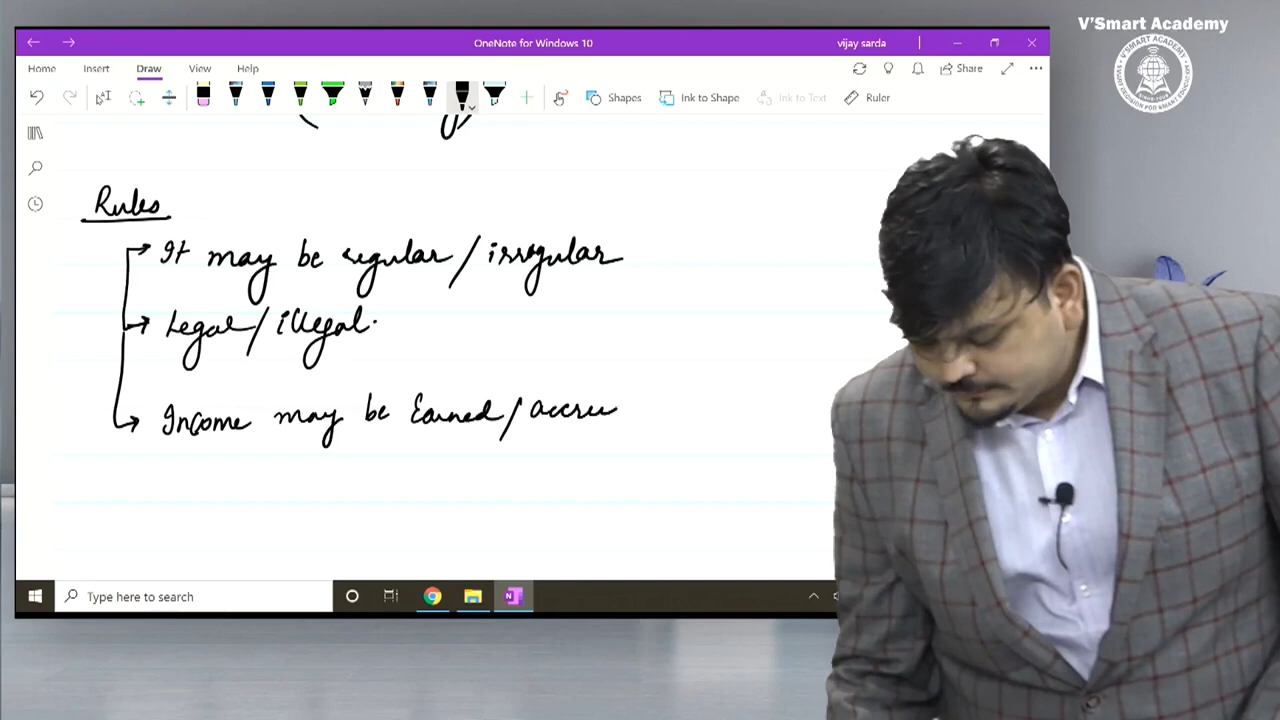 V'Smart Academy
OneNote for Windows 10
vijay sarda
Home Insert Draw View Help
Share
Shapes
Ink to Shape
Ink to Text
Ruler
Rules
It may be regular / irregular
Legal / illegal.
Income may be Earned / accrue
Type here to search